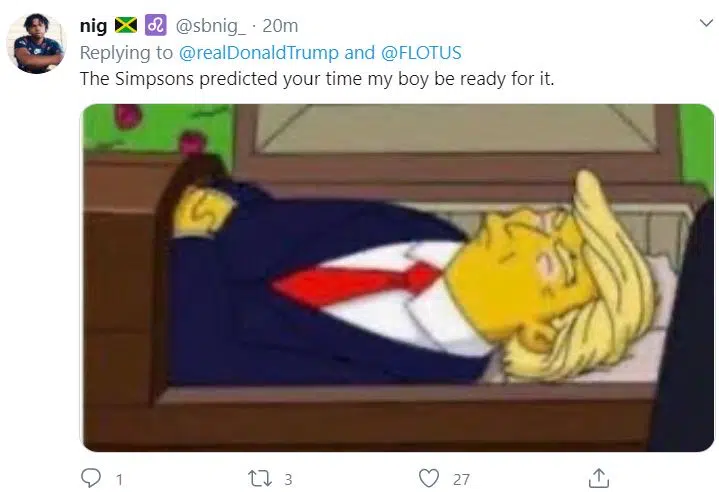 nig 🇯🇲 ♌ @sbnig_ · 20m
Replying to @realDonaldTrump and @FLOTUS
The Simpsons predicted your time my boy be ready for it.
1 3 27